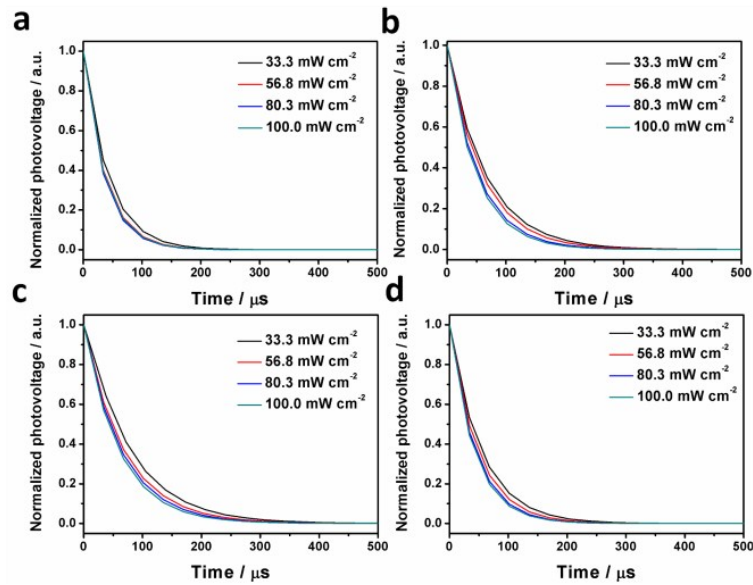 a
Normalized photovoltage / a.u.
1.0
0.8
0.6
0.4
0.2
0.0
33.3 mW cm⁻²
56.8 mW cm⁻²
80.3 mW cm⁻²
100.0 mW cm⁻²
0 100 200 300 400 500
Time / μs
b
Normalized photovoltage / a.u.
1.0
0.8
0.6
0.4
0.2
0.0
33.3 mW cm⁻²
56.8 mW cm⁻²
80.3 mW cm⁻²
100.0 mW cm⁻²
0 100 200 300 400 500
Time / μs
c
Normalized photovoltage / a.u.
1.0
0.8
0.6
0.4
0.2
0.0
33.3 mW cm⁻²
56.8 mW cm⁻²
80.3 mW cm⁻²
100.0 mW cm⁻²
0 100 200 300 400 500
Time / μs
d
Normalized photovoltage / a.u.
1.0
0.8
0.6
0.4
0.2
0.0
33.3 mW cm⁻²
56.8 mW cm⁻²
80.3 mW cm⁻²
100.0 mW cm⁻²
0 100 200 300 400 500
Time / μs